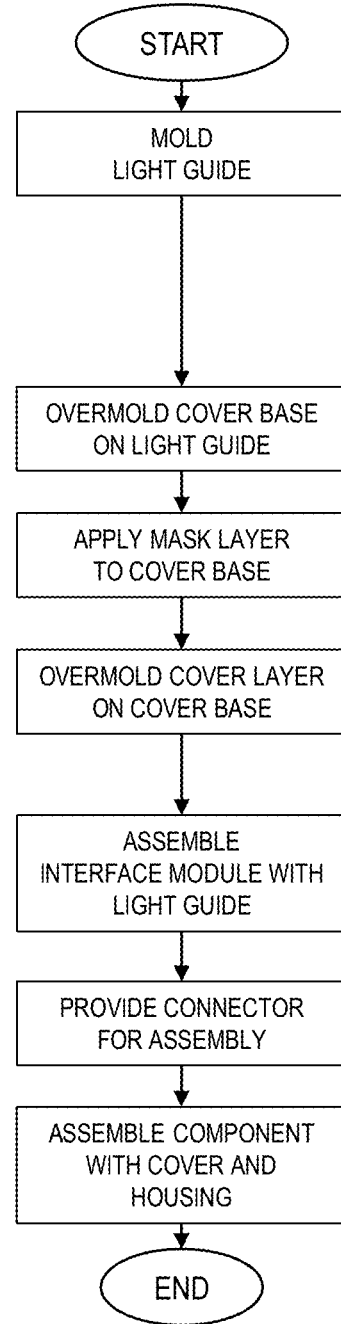 START
MOLD
LIGHT GUIDE
OVERMOLD COVER BASE
ON LIGHT GUIDE
APPLY MASK LAYER
TO COVER BASE
OVERMOLD COVER LAYER
ON COVER BASE
ASSEMBLE
INTERFACE MODULE WITH
LIGHT GUIDE
PROVIDE CONNECTOR
FOR ASSEMBLY
ASSEMBLE COMPONENT
WITH COVER AND
HOUSING
END